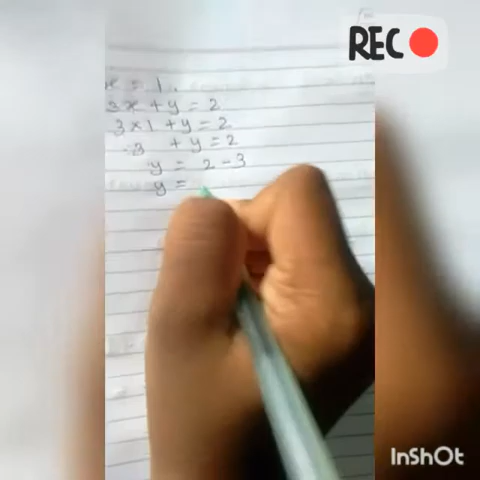 REC
x = 1.
3x + y = 2
3 × 1 + y = 2
3 + y = 2
y = 2 - 3
y =
InShOt